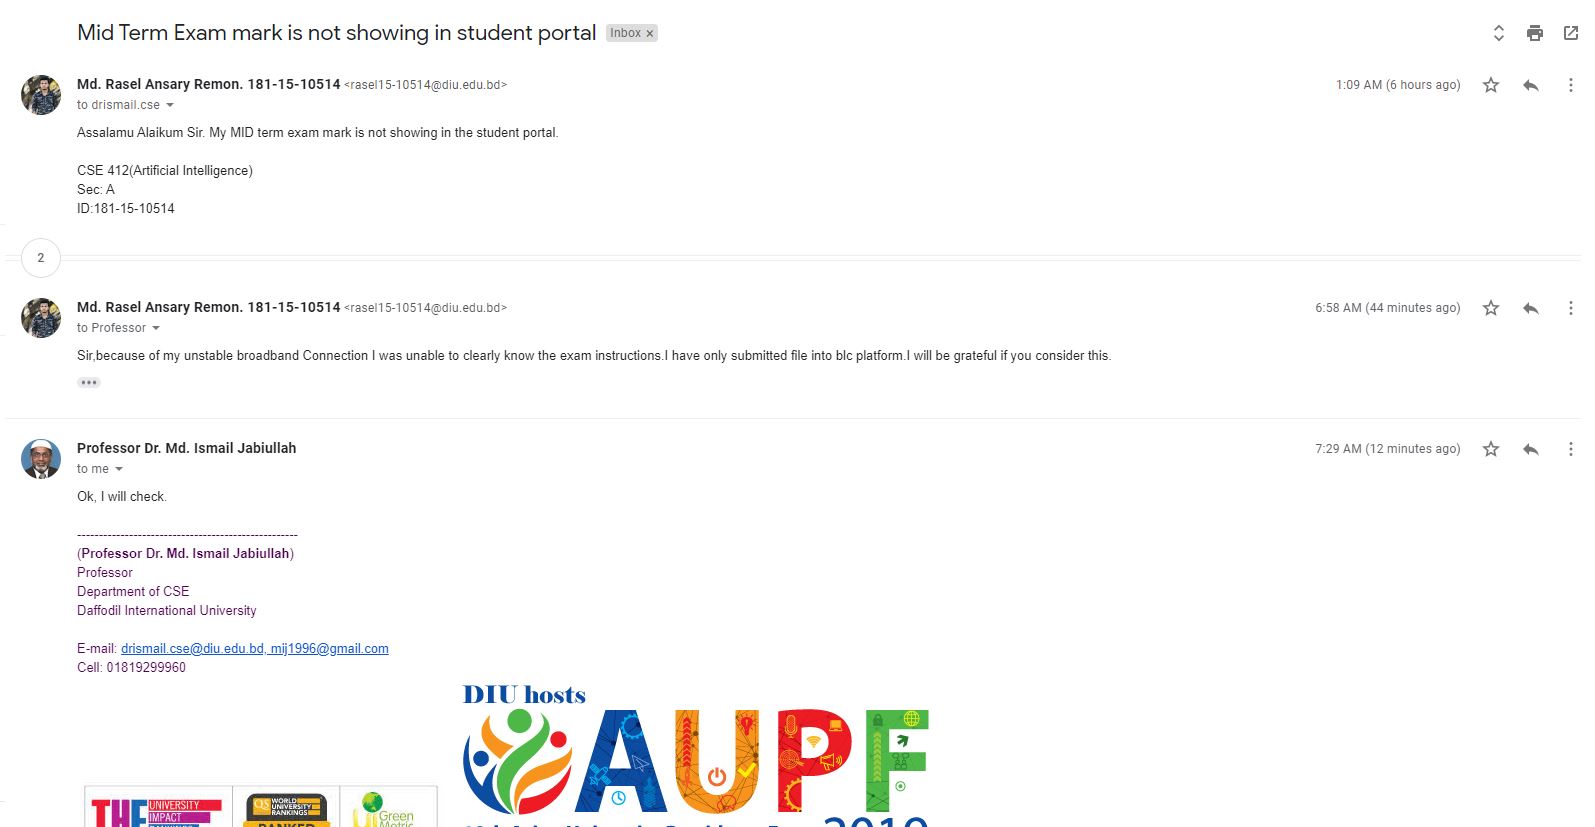 Mid Term Exam mark is not showing in student portal Inbox x
Md. Rasel Ansary Remon. 181-15-10514 <rasel15-10514@diu.edu.bd> 1:09 AM (6 hours ago)
to drismail.cse
Assalamu Alaikum Sir. My MID term exam mark is not showing in the student portal.
CSE 412(Artificial Intelligence)
Sec: A
ID:181-15-10514
2
Md. Rasel Ansary Remon. 181-15-10514 <rasel15-10514@diu.edu.bd> 6:58 AM (44 minutes ago)
to Professor
Sir,because of my unstable broadband Connection I was unable to clearly know the exam instructions.I have only submitted file into blc platform.I will be grateful if you consider this.
Professor Dr. Md. Ismail Jabiullah 7:29 AM (12 minutes ago)
to me
Ok, I will check.
---------------------------------------------------
(Professor Dr. Md. Ismail Jabiullah)
Professor
Department of CSE
Daffodil International University
E-mail: drismail.cse@diu.edu.bd, mij1996@gmail.com
Cell: 01819299960
DIU hosts
AUPF
THE UNIVERSITY
IMPACT
QS WORLD
UNIVERSITY
RANKINGS
Green
Metric
2019